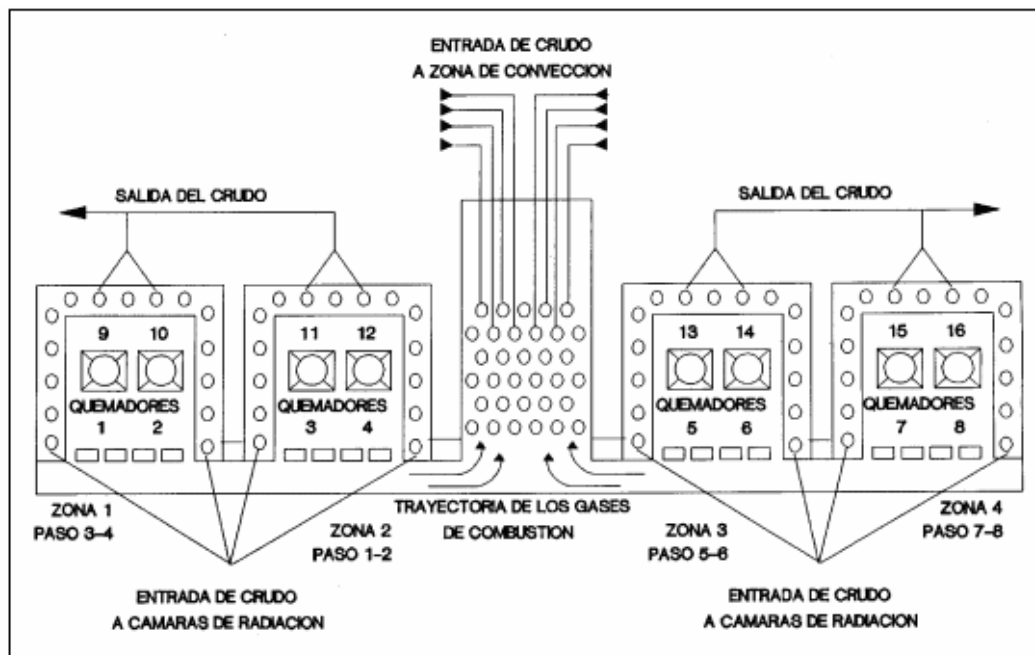 ENTRADA DE CRUDO
A ZONA DE CONVECCION
SALIDA DEL CRUDO
SALIDA DEL CRUDO
9 10
11 12
13 14
15 16
QUEMADORES
QUEMADORES
QUEMADORES
QUEMADORES
1 2
3 4
5 6
7 8
ZONA 1
PASO 3-4
ZONA 2
PASO 1-2
TRAYECTORIA DE LOS GASES
DE COMBUSTION
ZONA 3
PASO 5-6
ZONA 4
PASO 7-8
ENTRADA DE CRUDO
A CAMARAS DE RADIACION
ENTRADA DE CRUDO
A CAMARAS DE RADIACION